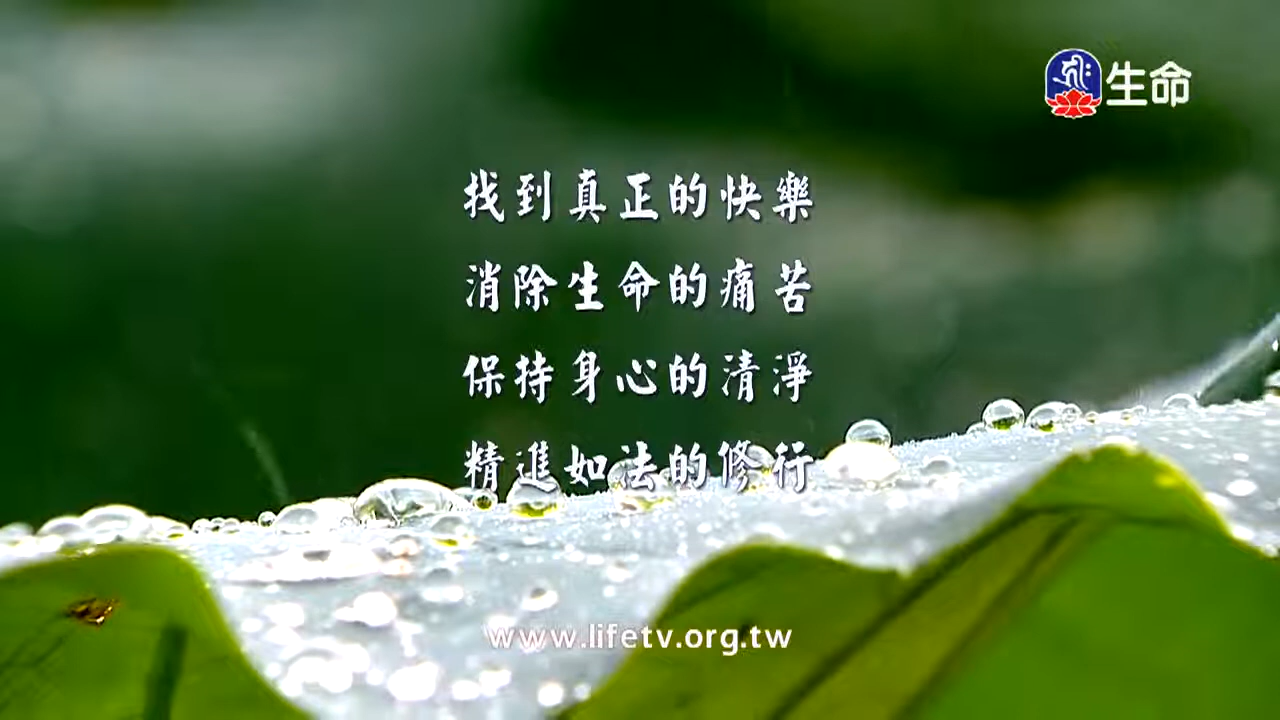 生命
找到真正的快樂
消除生命的痛苦
保持身心的清淨
精進如法的修行
www.lifetv.org.tw